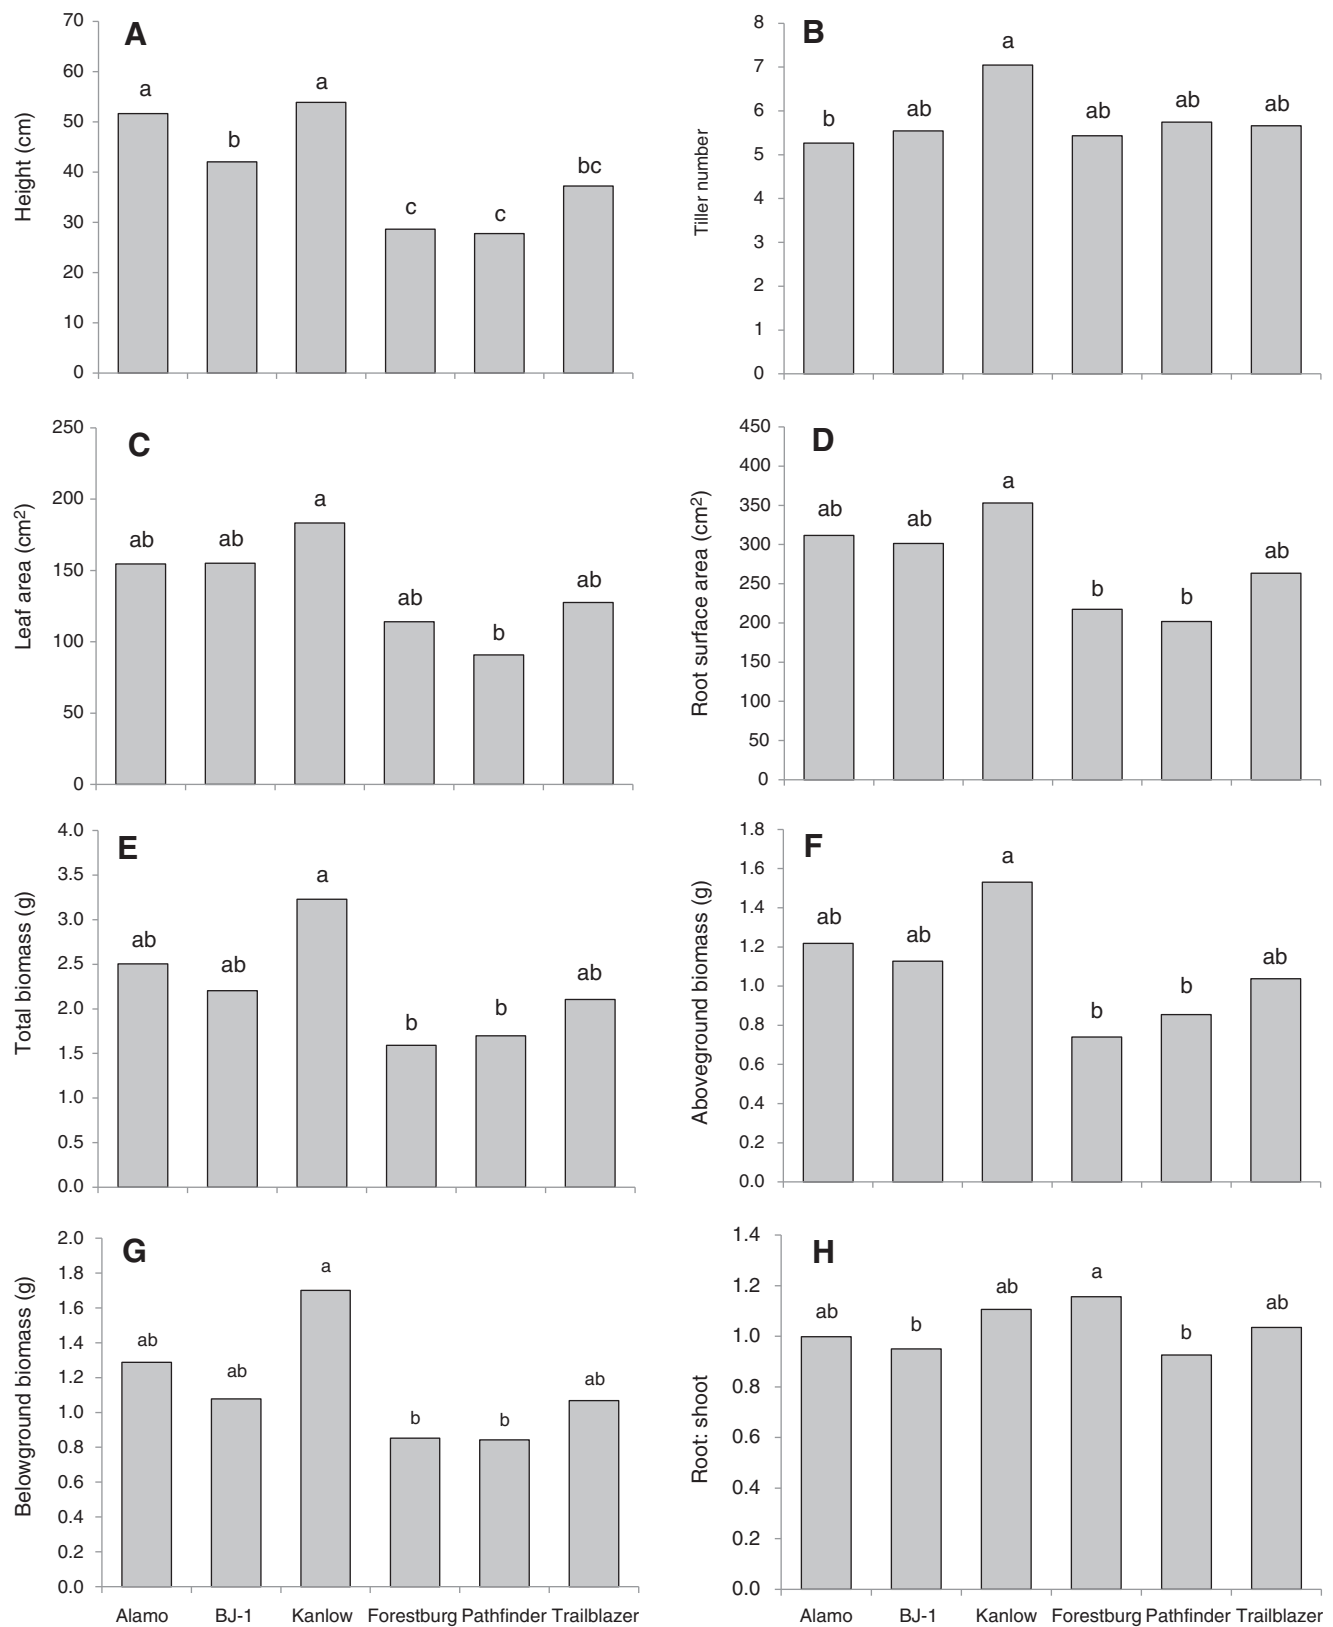 A
Height (cm)
70
60
50
40
30
20
10
0
a
b
a
c
c
bc
B
Tiller number
8
7
6
5
4
3
2
1
0
b
ab
a
ab
ab
ab
C
Leaf area (cm²)
250
200
150
100
50
0
ab
ab
a
ab
b
ab
D
Root surface area (cm²)
450
400
350
300
250
200
150
100
50
0
ab
ab
a
b
b
ab
E
Total biomass (g)
4.0
3.5
3.0
2.5
2.0
1.5
1.0
0.5
0.0
ab
ab
a
b
b
ab
F
Aboveground biomass (g)
1.8
1.6
1.4
1.2
1.0
0.8
0.6
0.4
0.2
0.0
ab
ab
a
b
b
ab
G
Belowground biomass (g)
2.0
1.8
1.6
1.4
1.2
1.0
0.8
0.6
0.4
0.2
0.0
ab
ab
a
b
b
ab
Alamo BJ-1 Kanlow Forestburg Pathfinder Trailblazer
H
Root: shoot
1.4
1.2
1.0
0.8
0.6
0.4
0.2
0.0
ab
b
ab
a
b
ab
Alamo BJ-1 Kanlow Forestburg Pathfinder Trailblazer